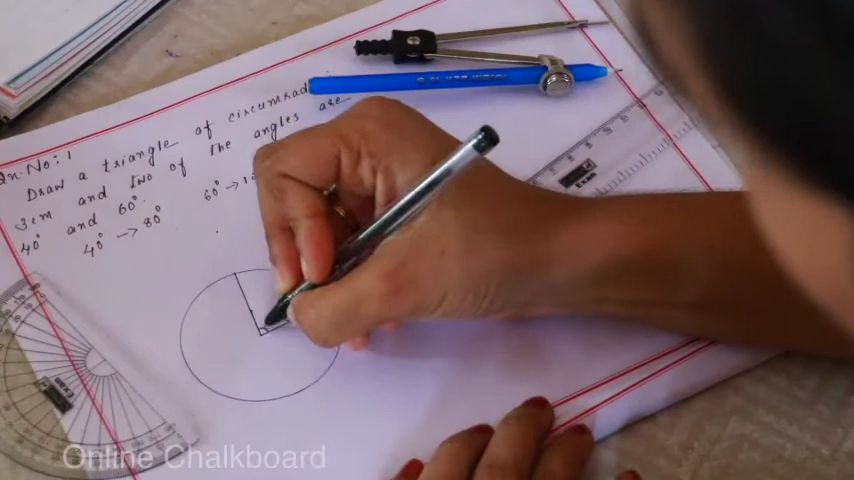 Qn.No:1
Draw a triangle of circumrad
3cm and two of the angles are
40° and 60°.
40° → 80°
60° →
Online Chalkboard